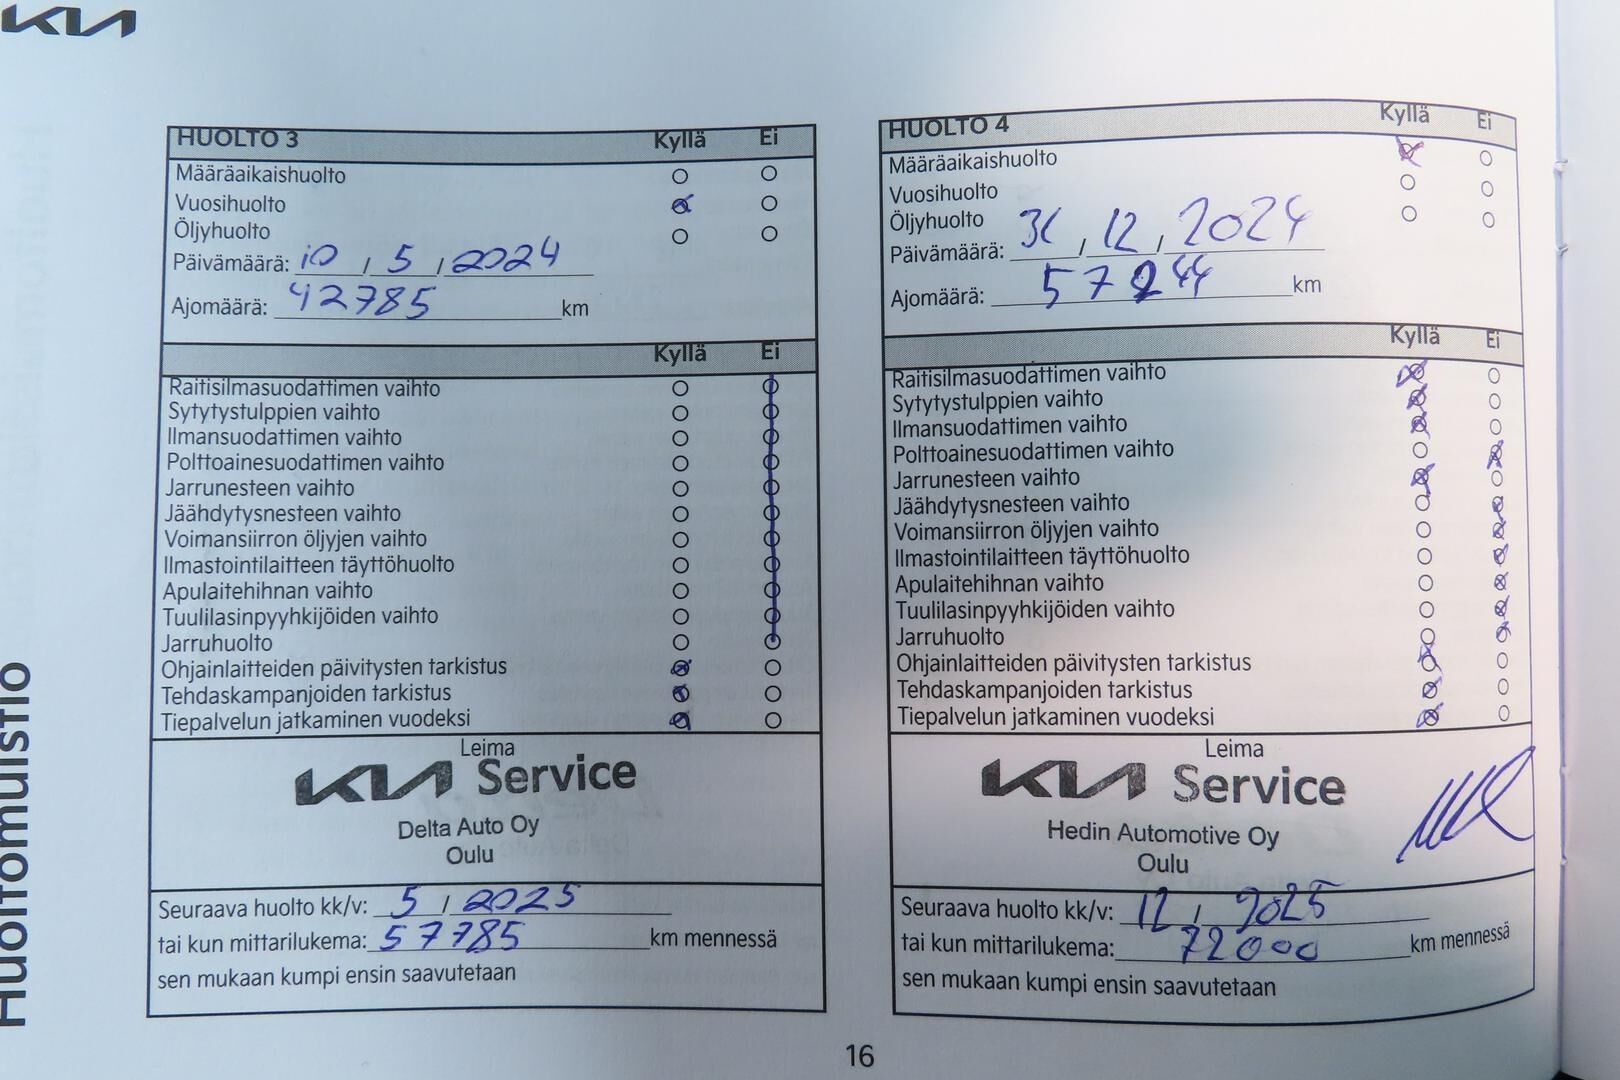 KIA
Huoltomuistio
HUOLTO 3 Kyllä Ei
Määräaikaishuolto
Vuosihuolto
Öljyhuolto
Päivämäärä: 10 / 5 / 2024
Ajomäärä: 42785 km
Kyllä Ei
Raitisilmasuodattimen vaihto
Sytytystulppien vaihto
Ilmansuodattimen vaihto
Polttoainesuodattimen vaihto
Jarrunesteen vaihto
Jäähdytysnesteen vaihto
Voimansiirron öljyjen vaihto
Ilmastointilaitteen täyttöhuolto
Apulaitehihnan vaihto
Tuulilasinpyyhkijöiden vaihto
Jarruhuolto
Ohjainlaitteiden päivitysten tarkistus
Tehdaskampanjoiden tarkistus
Tiepalvelun jatkaminen vuodeksi
Leima
KIA Service
Delta Auto Oy
Oulu
Seuraava huolto kk/v: 5 / 2025
tai kun mittarilukema: 57785 km mennessä
sen mukaan kumpi ensin saavutetaan
HUOLTO 4 Kyllä Ei
Määräaikaishuolto
Vuosihuolto
Öljyhuolto
Päivämäärä: 31 / 12 / 2024
Ajomäärä: 57244 km
Kyllä Ei
Raitisilmasuodattimen vaihto
Sytytystulppien vaihto
Ilmansuodattimen vaihto
Polttoainesuodattimen vaihto
Jarrunesteen vaihto
Jäähdytysnesteen vaihto
Voimansiirron öljyjen vaihto
Ilmastointilaitteen täyttöhuolto
Apulaitehihnan vaihto
Tuulilasinpyyhkijöiden vaihto
Jarruhuolto
Ohjainlaitteiden päivitysten tarkistus
Tehdaskampanjoiden tarkistus
Tiepalvelun jatkaminen vuodeksi
Leima
KIA Service
Hedin Automotive Oy
Oulu
Seuraava huolto kk/v: 12 / 2025
tai kun mittarilukema: 72000 km mennessä
sen mukaan kumpi ensin saavutetaan
16